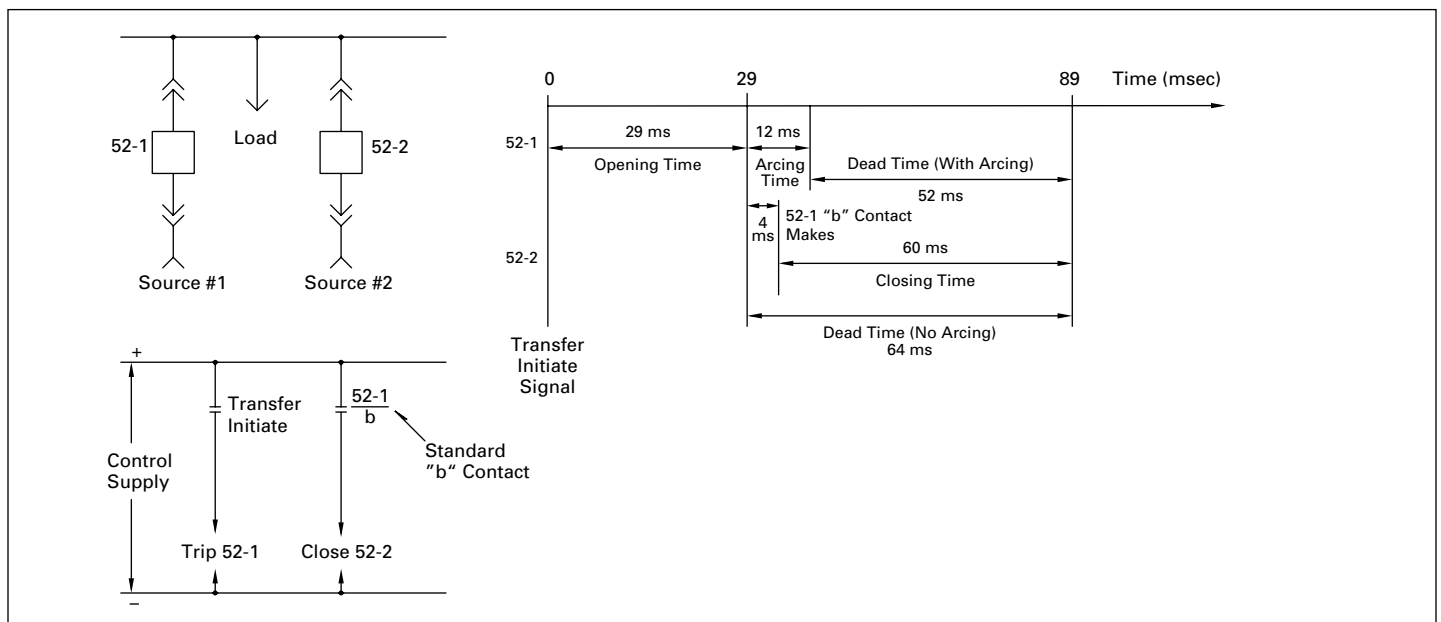 52-1
Load
52-2
Source #1
Source #2
0
29
89
Time (msec)
52-1
29 ms
Opening Time
12 ms
Arcing
Time
Dead Time (With Arcing)
52 ms
4
ms
52-1 “b” Contact
Makes
52-2
60 ms
Closing Time
Dead Time (No Arcing)
64 ms
Transfer
Initiate
Signal
+
Transfer
Initiate
52-1
b
Standard
”b“ Contact
Control
Supply
Trip 52-1
Close 52-2
–